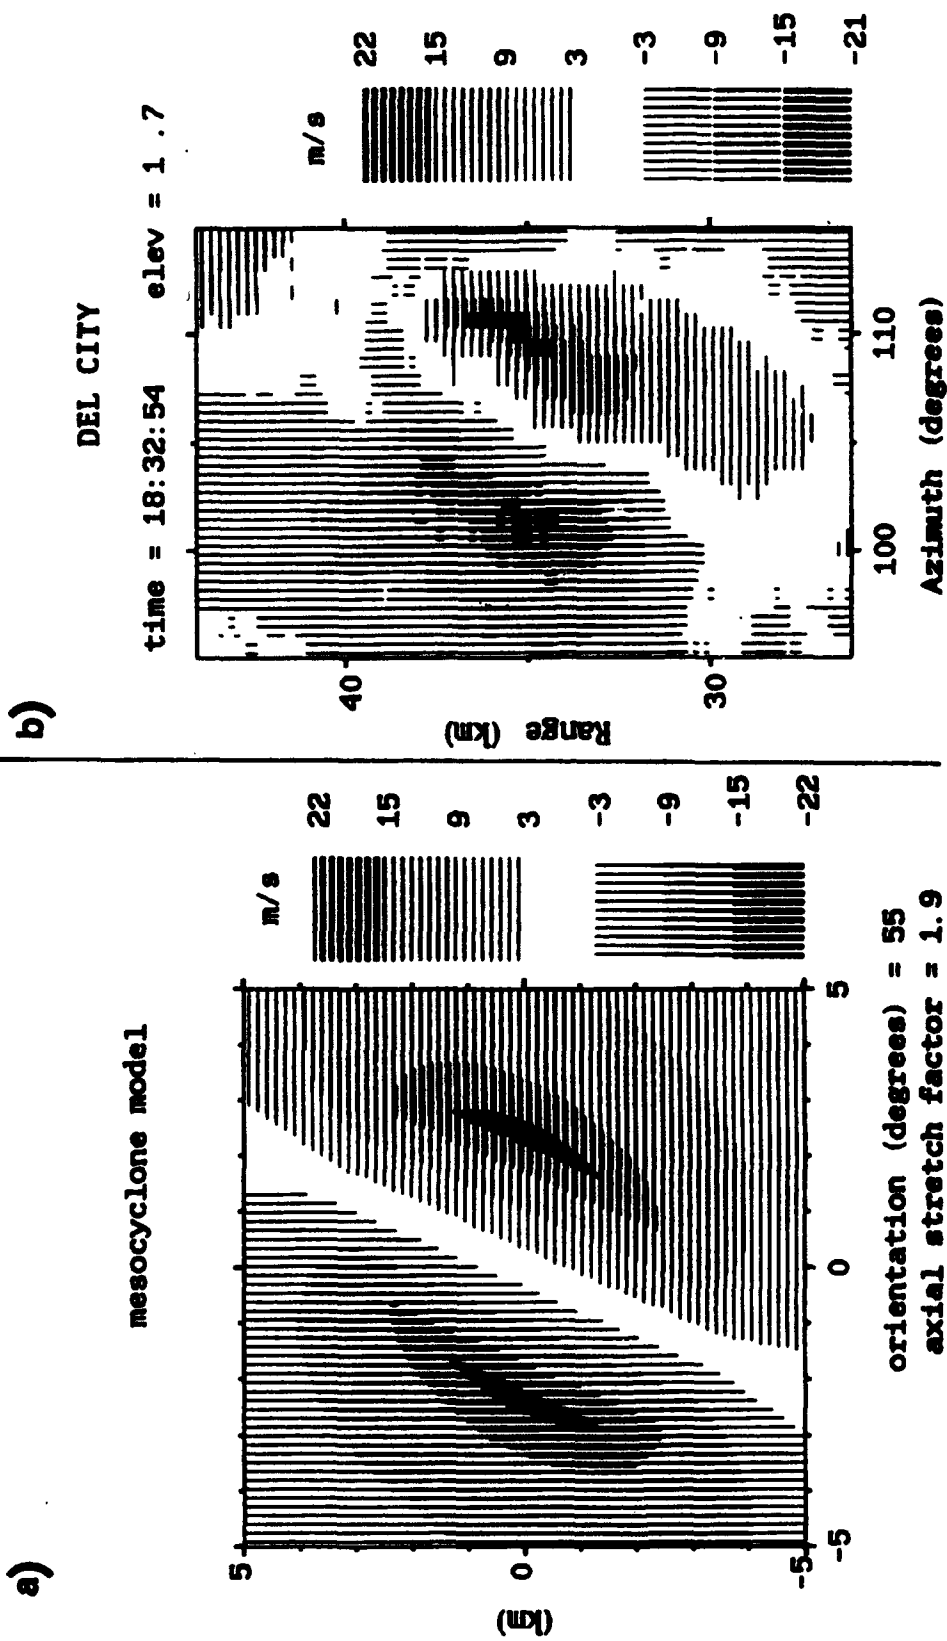 a)
mesocyclone model
m/s
22
15
9
3
-3
-9
-15
-22
5
0
-5
(km)
-5
0
5
orientation (degrees) = 55
axial stretch factor = 1.9
b)
DEL CITY
time = 18:32:54 elev = 1 .7
m/s
22
15
9
3
-3
-9
-15
-21
40
30
Range (km)
100
110
Azimuth (degrees)